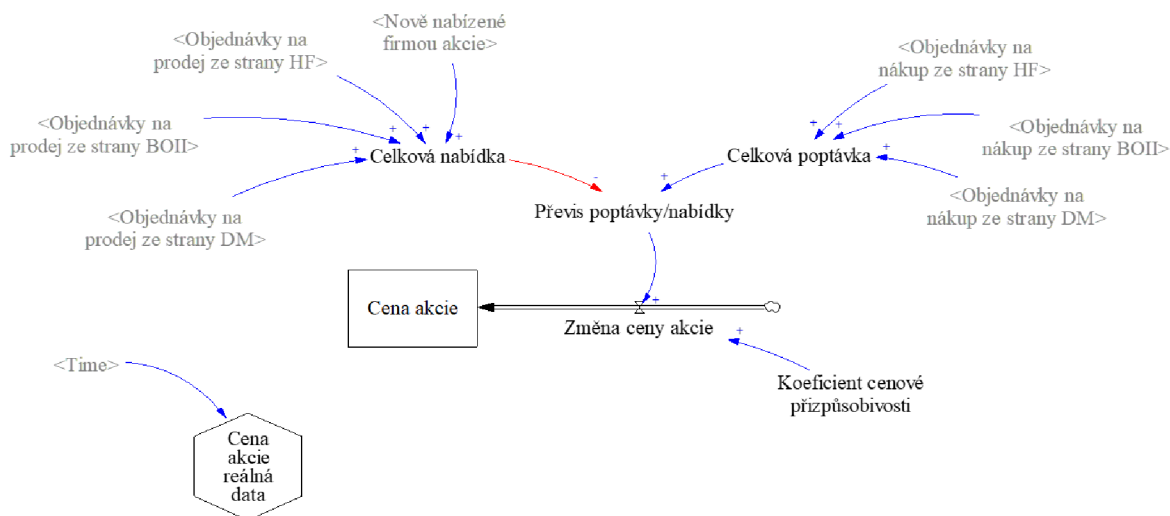 <Nově nabízené
firmou akcie>
<Objednávky na
prodej ze strany HF>
<Objednávky na
nákup ze strany HF>
<Objednávky na
prodej ze strany BOII>
<Objednávky na
nákup ze strany BOII>
Celková nabídka
Celková poptávka
<Objednávky na
prodej ze strany DM>
<Objednávky na
nákup ze strany DM>
Převis poptávky/nabídky
Cena akcie
Změna ceny akcie
<Time>
Koeficient cenové
přizpůsobivosti
Cena
akcie
reálná
data